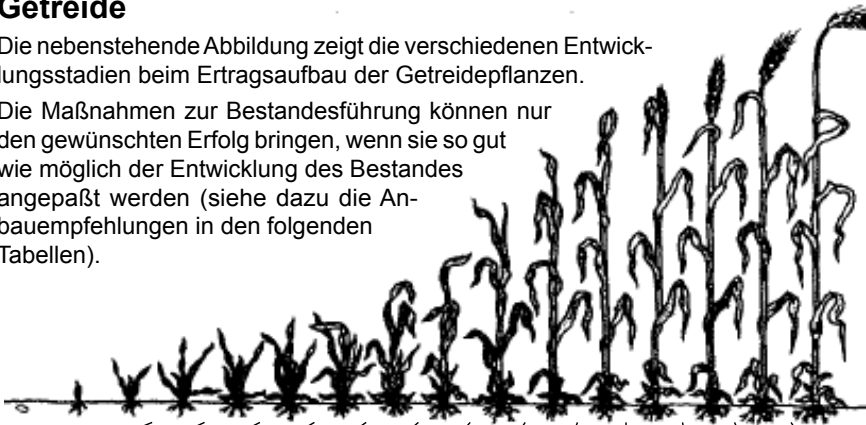 Getreide
Die nebenstehende Abbildung zeigt die verschiedenen Entwick-
lungsstadien beim Ertragsaufbau der Getreidepflanzen.
Die Maßnahmen zur Bestandesführung können nur
den gewünschten Erfolg bringen, wenn sie so gut
wie möglich der Entwicklung des Bestandes
angepaßt werden (siehe dazu die An-
bauempfehlungen in den folgenden
Tabellen).